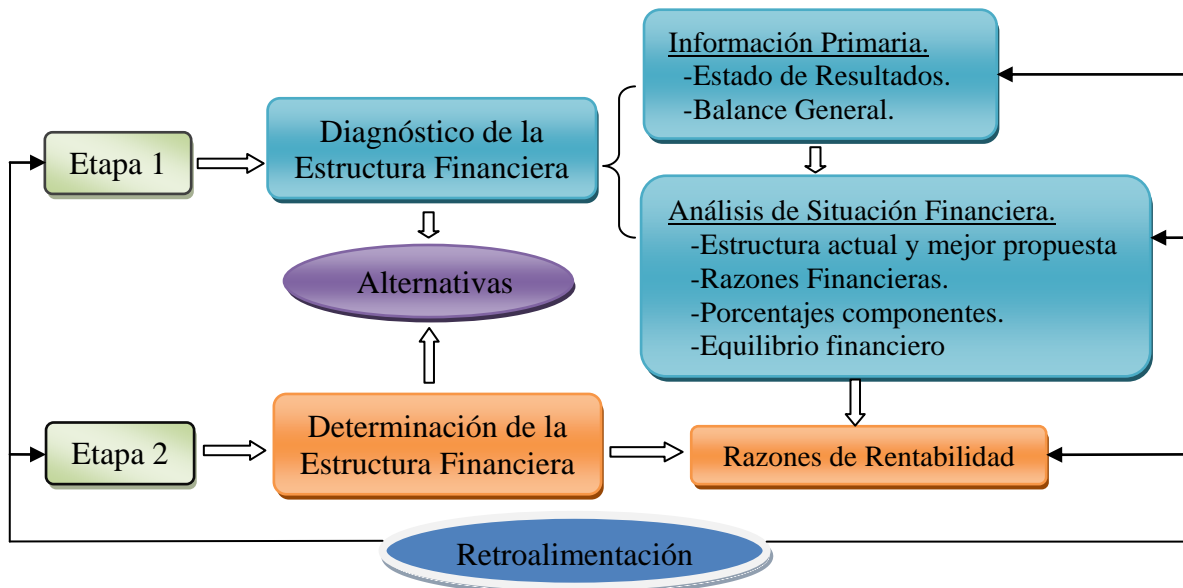 Información Primaria.
-Estado de Resultados.
-Balance General.
Etapa 1
Diagnóstico de la
Estructura Financiera
Análisis de Situación Financiera.
-Estructura actual y mejor propuesta
-Razones Financieras.
-Porcentajes componentes.
-Equilibrio financiero
Alternativas
Etapa 2
Determinación de la
Estructura Financiera
Razones de Rentabilidad
Retroalimentación